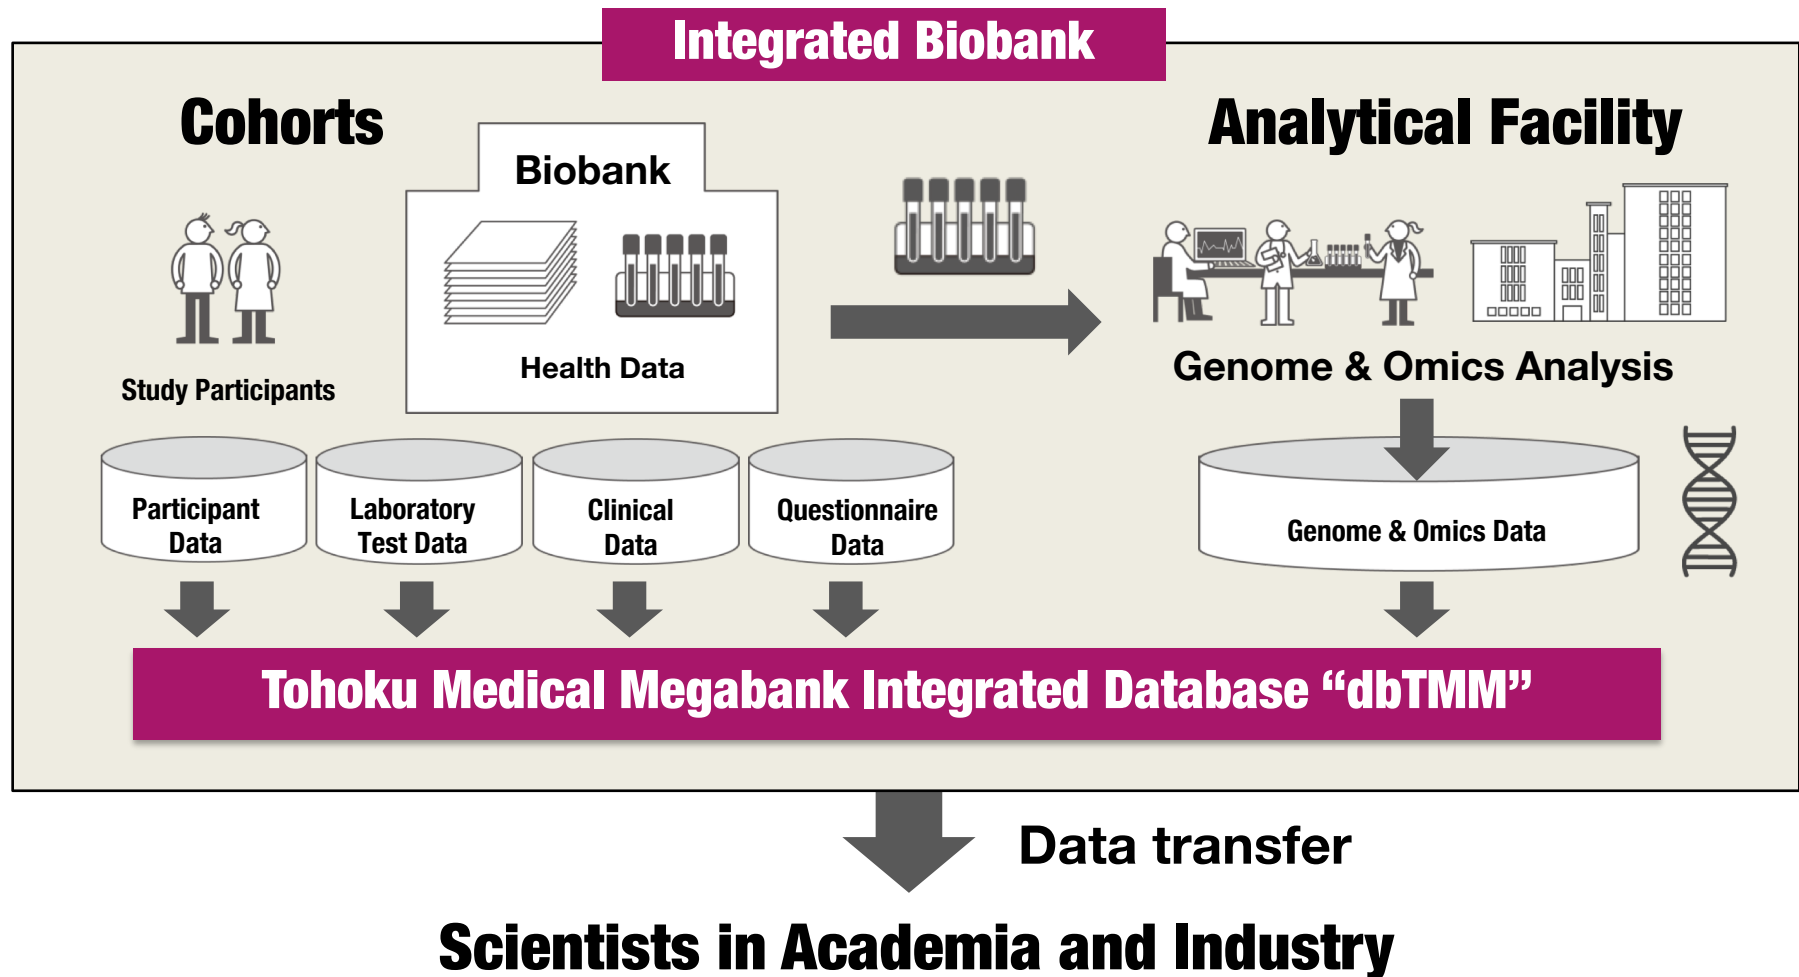 Integrated Biobank
Cohorts
Analytical Facility
Biobank
Health Data
Study Participants
Genome & Omics Analysis
Participant
Data
Laboratory
Test Data
Clinical
Data
Questionnaire
Data
Genome & Omics Data
Tohoku Medical Megabank Integrated Database “dbTMM”
Data transfer
Scientists in Academia and Industry